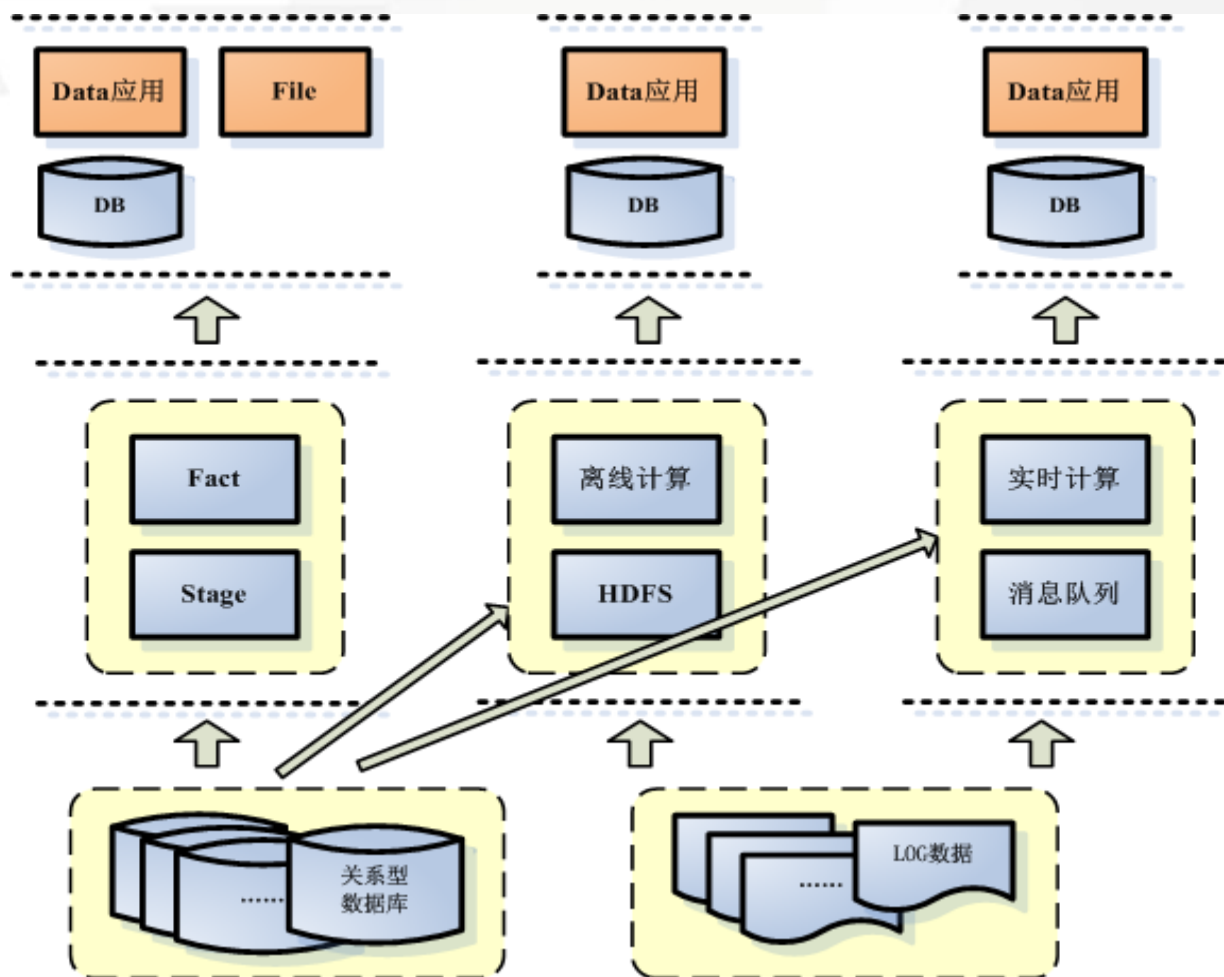 Data应用
File
Data应用
Data应用
DB
DB
DB
Fact
离线计算
实时计算
Stage
HDFS
消息队列
关系型
数据库
······
LOG数据
······